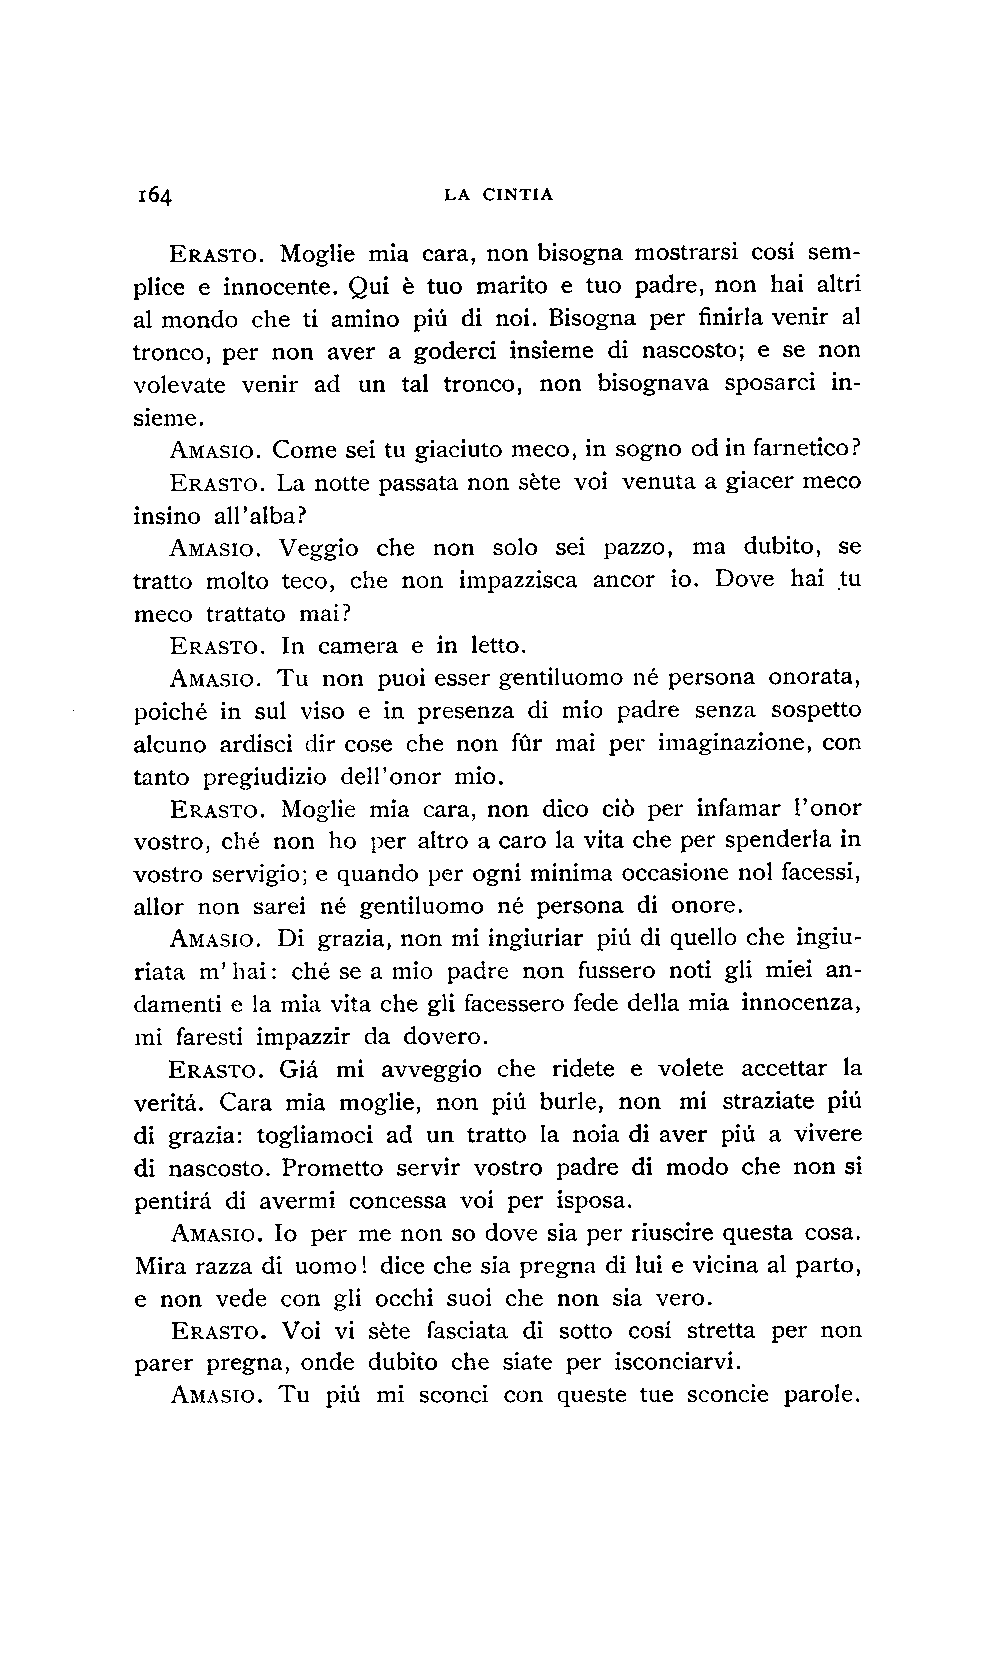 164 LA CINTIA
ERASTO. Moglie mia cara, non bisogna mostrarsi cosí sem-
plice e innocente. Qui è tuo marito e tuo padre, non hai altri
al mondo che ti amino piú di noi. Bisogna per finirla venir al
tronco, per non aver a goderci insieme di nascosto; e se non
volevate venir ad un tal tronco, non bisognava sposarci in-
sieme.
AMASIO. Come sei tu giaciuto meco, in sogno od in farnetico?
ERASTO. La notte passata non sète voi venuta a giacer meco
insino all'alba?
AMASIO. Veggio che non solo sei pazzo, ma dubito, se
tratto molto teco, che non impazzisca ancor io. Dove hai tu
meco trattato mai?
ERASTO. In camera e in letto.
AMASIO. Tu non puoi esser gentiluomo né persona onorata,
poiché in sul viso e in presenza di mio padre senza sospetto
alcuno ardisci dir cose che non fûr mai per imaginazione, con
tanto pregiudizio dell'onor mio.
ERASTO. Moglie mia cara, non dico ciò per infamar l'onor
vostro, ché non ho per altro a caro la vita che per spenderla in
vostro servigio; e quando per ogni minima occasione nol facessi,
allor non sarei né gentiluomo né persona di onore.
AMASIO. Di grazia, non mi ingiuriar piú di quello che ingiu-
riata m'hai: ché se a mio padre non fussero noti gli miei an-
damenti e la mia vita che gli facessero fede della mia innocenza,
mi faresti impazzir da dovero.
ERASTO. Giá mi avveggio che ridete e volete accettar la
veritá. Cara mia moglie, non piú burle, non mi straziate piú
di grazia: togliamoci ad un tratto la noia di aver piú a vivere
di nascosto. Prometto servir vostro padre di modo che non si
pentirá di avermi concessa voi per isposa.
AMASIO. Io per me non so dove sia per riuscire questa cosa.
Mira razza di uomo! dice che sia pregna di lui e vicina al parto,
e non vede con gli occhi suoi che non sia vero.
ERASTO. Voi vi sète fasciata di sotto cosí stretta per non
parer pregna, onde dubito che siate per isconciarvi.
AMASIO. Tu piú mi sconci con queste tue sconcie parole.